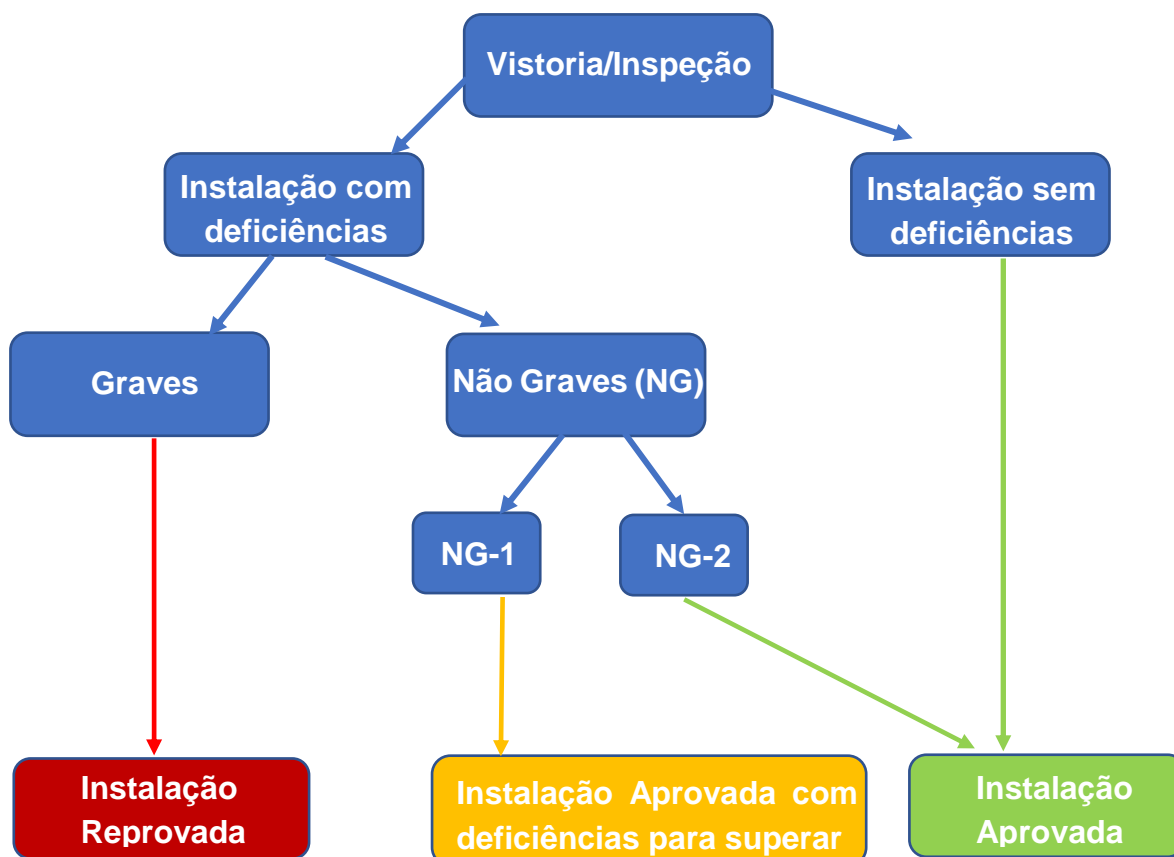 Vistoria/Inspeção
Instalação com
deficiências
Instalação sem
deficiências
Graves
Não Graves (NG)
NG-1
NG-2
Instalação
Reprovada
Instalação Aprovada com
deficiências para superar
Instalação
Aprovada